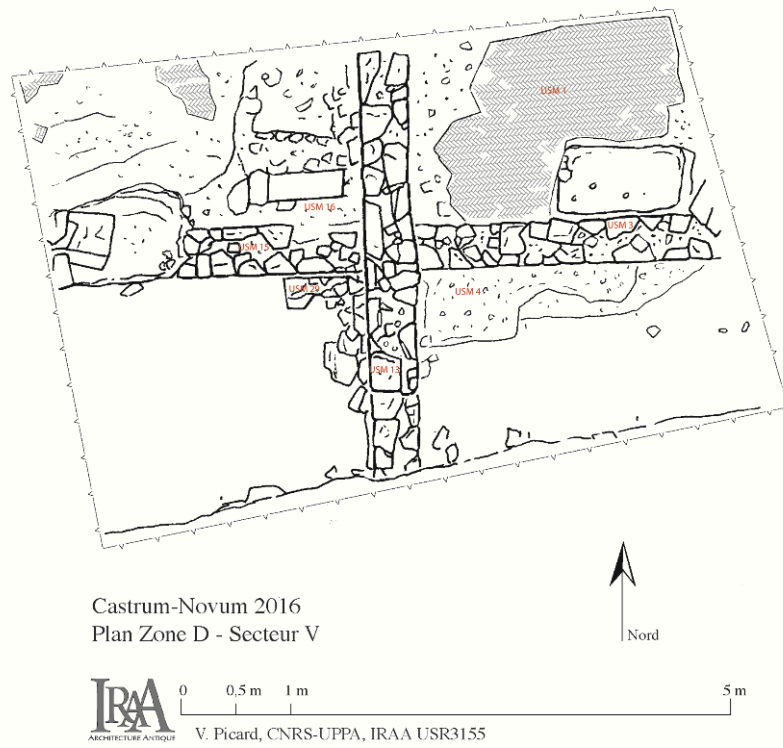 USM 1
USM 16
USM 3
USM 15
USM 29
USM 4
USM 13
Castrum-Novum 2016
Plan Zone D - Secteur V
Nord
IRAA
ARCHITECTURE ANTIQUE
0 0,5 m 1 m 5 m
V. Picard, CNRS-UPPA, IRAA USR3155